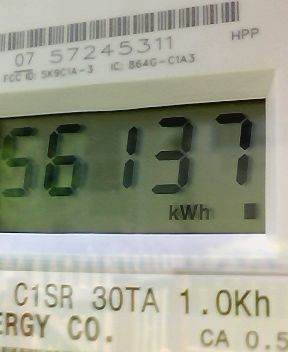 07 57245311
HPP
FCC ID: SK9C1A-3 IC: 864G-C1A3
56137
kWh
C1SR 30TA 1.0Kh
ERGY CO.
CA 0.5